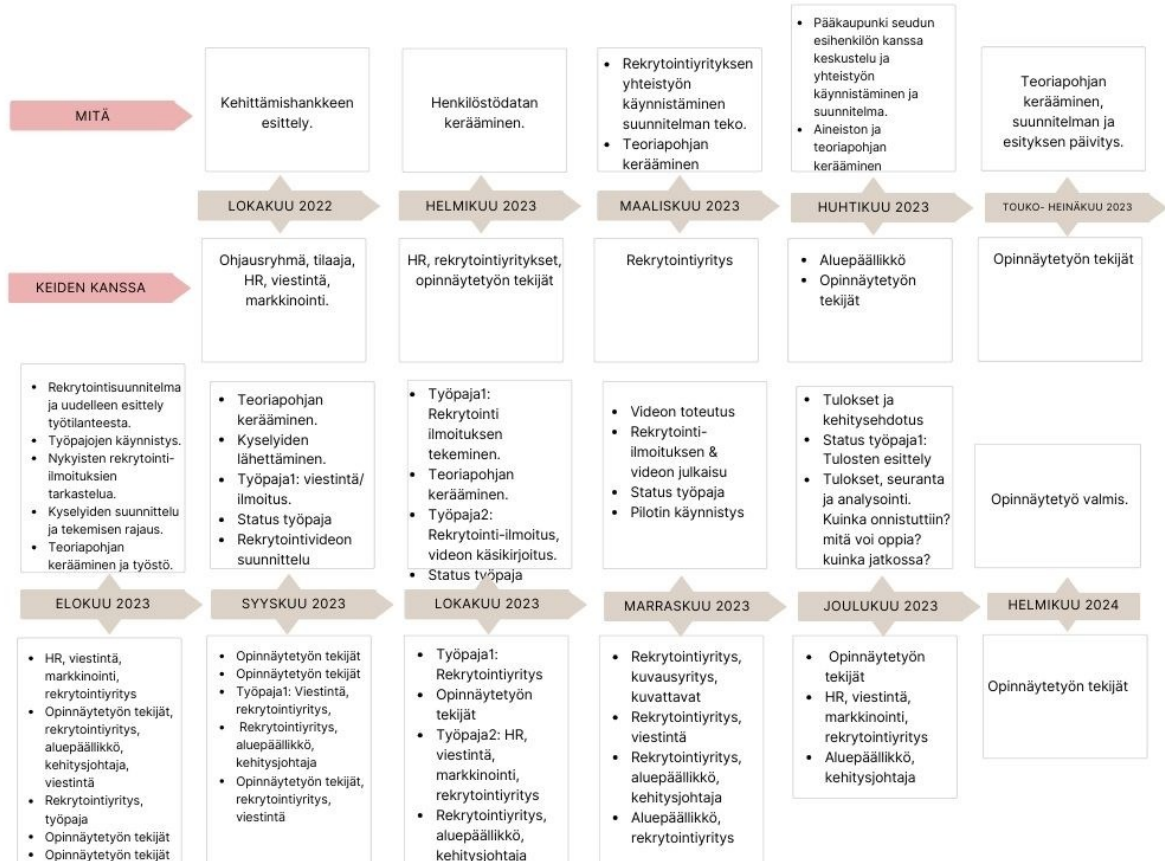 MITÄ
Kehittämishankkeen
esittely.
Henkilöstödatan
kerääminen.
• Rekrytointiyrityksen
yhteistyön
käynnistäminen
suunnitelman teko.
• Teoriapohjan
kerääminen
• Pääkaupunki seudun
esihenkilön kanssa
keskustelu ja
yhteistyön
käynnistäminen ja
suunnitelma.
• Aineiston ja
teoriapohjan
kerääminen
Teoriapohjan
kerääminen,
suunnitelman ja
esityksen päivitys.
LOKAKUU 2022
HELMIKUU 2023
MAALISKUU 2023
HUHTIKUU 2023
TOUKO- HEINÄKUU 2023
KEIDEN KANSSA
Ohjausryhmä, tilaaja,
HR, viestintä,
markkinointi.
HR, rekrytointiyritykset,
opinnäytetyön tekijät
Rekrytointiyritys
• Aluepäällikkö
• Opinnäytetyön
tekijät
Opinnäytetyön tekijät
• Rekrytointisuunnitelma
ja uudelleen esittely
työtilanteesta.
• Työpajojen käynnistys.
• Nykyisten rekrytointi-
ilmoituksien
tarkastelua.
• Kyselyiden suunnittelu
ja tekemisen rajaus.
• Teoriapohjan
kerääminen ja työstö.
• Teoriapohjan
kerääminen.
• Kyselyiden
lähettäminen.
• Työpaja1: viestintä/
ilmoitus.
• Status työpaja
• Rekrytointivideon
suunnittelu
• Työpaja1:
Rekrytointi
ilmoituksen
tekeminen.
• Teoriapohjan
kerääminen.
• Työpaja2:
Rekrytointi-ilmoitus,
videon käsikirjoitus.
• Status työpaja
• Videon toteutus
• Rekrytointi-
ilmoituksen &
videon julkaisu
• Status työpaja
• Pilotin käynnistys
• Tulokset ja
kehitysehdotus
• Status työpaja1:
Tulosten esittely
• Tulokset, seuranta
ja analysointi.
Kuinka onnistuttiin?
mitä voi oppia?
kuinka jatkossa?
Opinnäytetyö valmis.
ELOKUU 2023
SYYSKUU 2023
LOKAKUU 2023
MARRASKUU 2023
JOULUKUU 2023
HELMIKUU 2024
• HR, viestintä,
markkinointi,
rekrytointiyritys
• Opinnäytetyön tekijät,
rekrytointiyritys,
aluepäällikkö,
kehitysjohtaja,
viestintä
• Rekrytointiyritys,
työpaja
• Opinnäytetyön tekijät
• Opinnäytetyön tekijät
• Opinnäytetyön tekijät
• Opinnäytetyön tekijät
• Työpaja1: Viestintä,
rekrytointiyritys,
• Rekrytointiyritys,
aluepäällikkö,
kehitysjohtaja
• Opinnäytetyön tekijät,
rekrytointiyritys,
viestintä
• Työpaja1:
Rekrytointiyritys
• Opinnäytetyön
tekijät
• Työpaja2: HR,
viestintä,
markkinointi,
rekrytointiyritys
• Rekrytointiyritys,
aluepäällikkö,
kehitysjohtaja
• Rekrytointiyritys,
kuvausyritys,
kuvattavat
• Rekrytointiyritys,
viestintä
• Rekrytointiyritys,
aluepäällikkö,
kehitysjohtaja
• Aluepäällikkö,
rekrytointiyritys
• Opinnäytetyön
tekijät
• HR, viestintä,
markkinointi,
rekrytointiyritys
• Aluepäällikkö,
kehitysjohtaja
Opinnäytetyön tekijät